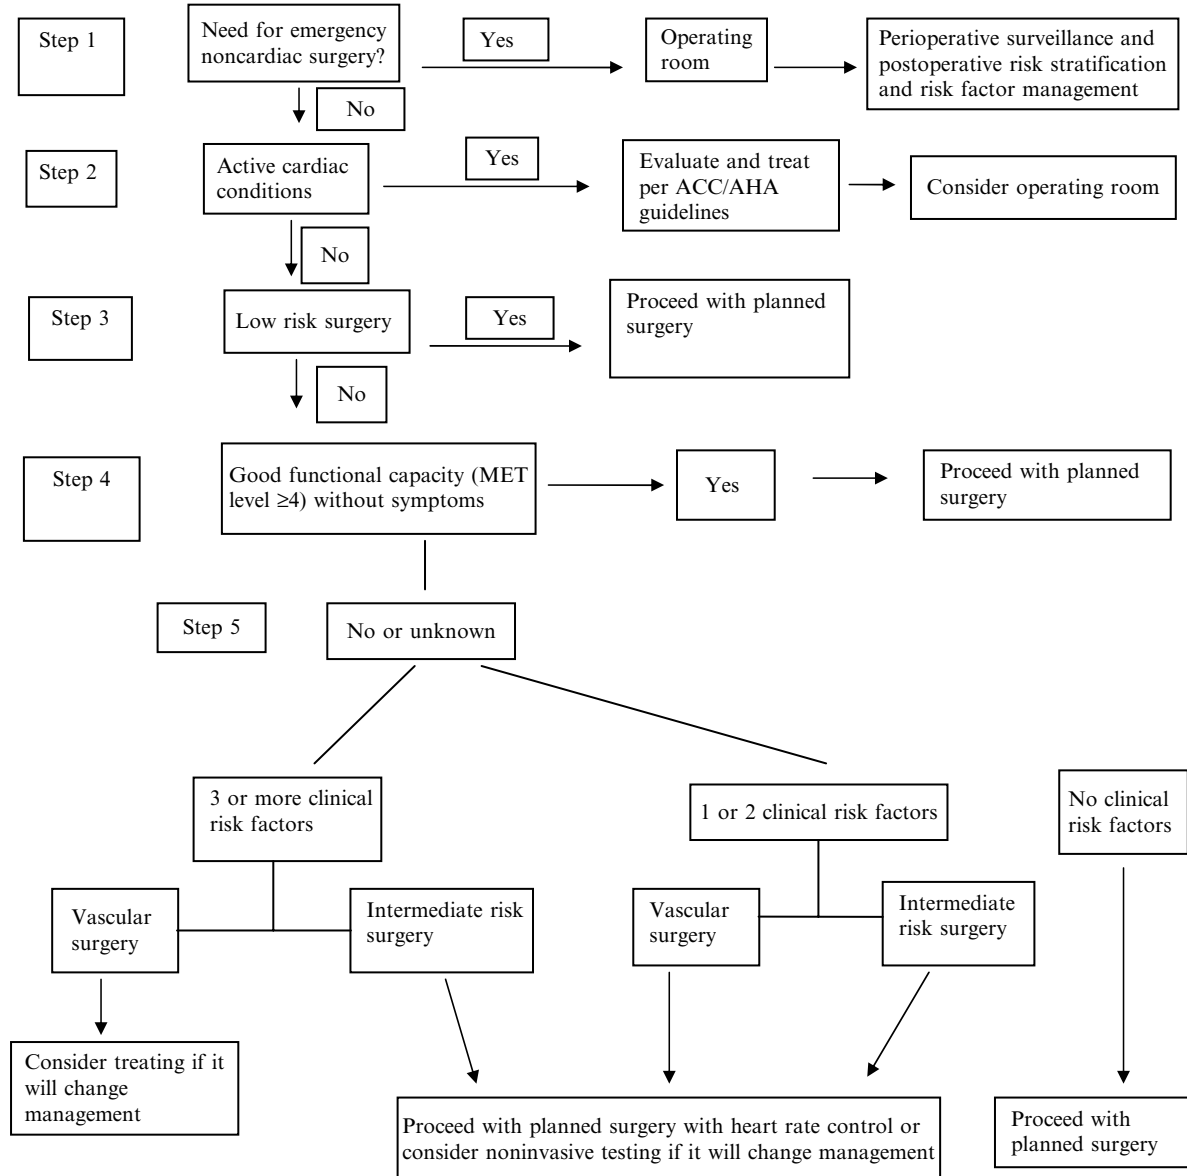 Step 1
Need for emergency
noncardiac surgery?
Yes
Operating
room
Perioperative surveillance and
postoperative risk stratification
and risk factor management
No
Step 2
Active cardiac
conditions
Yes
Evaluate and treat
per ACC/AHA
guidelines
Consider operating room
No
Step 3
Low risk surgery
Yes
Proceed with planned
surgery
No
Step 4
Good functional capacity (MET
level ≥4) without symptoms
Yes
Proceed with planned
surgery
Step 5
No or unknown
3 or more clinical
risk factors
1 or 2 clinical risk factors
No clinical
risk factors
Vascular
surgery
Intermediate risk
surgery
Vascular
surgery
Intermediate
risk surgery
Consider treating if it
will change
management
Proceed with planned surgery with heart rate control or
consider noninvasive testing if it will change management
Proceed with
planned surgery